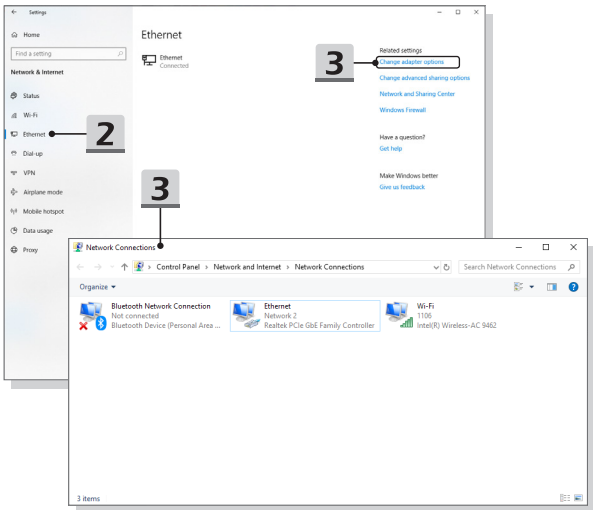 Settings
Home
Find a setting
Network & Internet
Status
Wi-Fi
Ethernet
Dial-up
VPN
Airplane mode
Mobile hotspot
Data usage
Proxy
2
Ethernet
Ethernet
Connected
3
Related settings
Change adapter options
Change advanced sharing options
Network and Sharing Center
Windows Firewall
Have a question?
Get help
Make Windows better
Give us feedback
3
Network Connections
Control Panel › Network and Internet › Network Connections
Search Network Connections
Organize
Bluetooth Network Connection
Not connected
Bluetooth Device (Personal Area ...
Ethernet
Network 2
Realtek PCIe GbE Family Controller
Wi-Fi
1106
Intel(R) Wireless-AC 9462
3 items